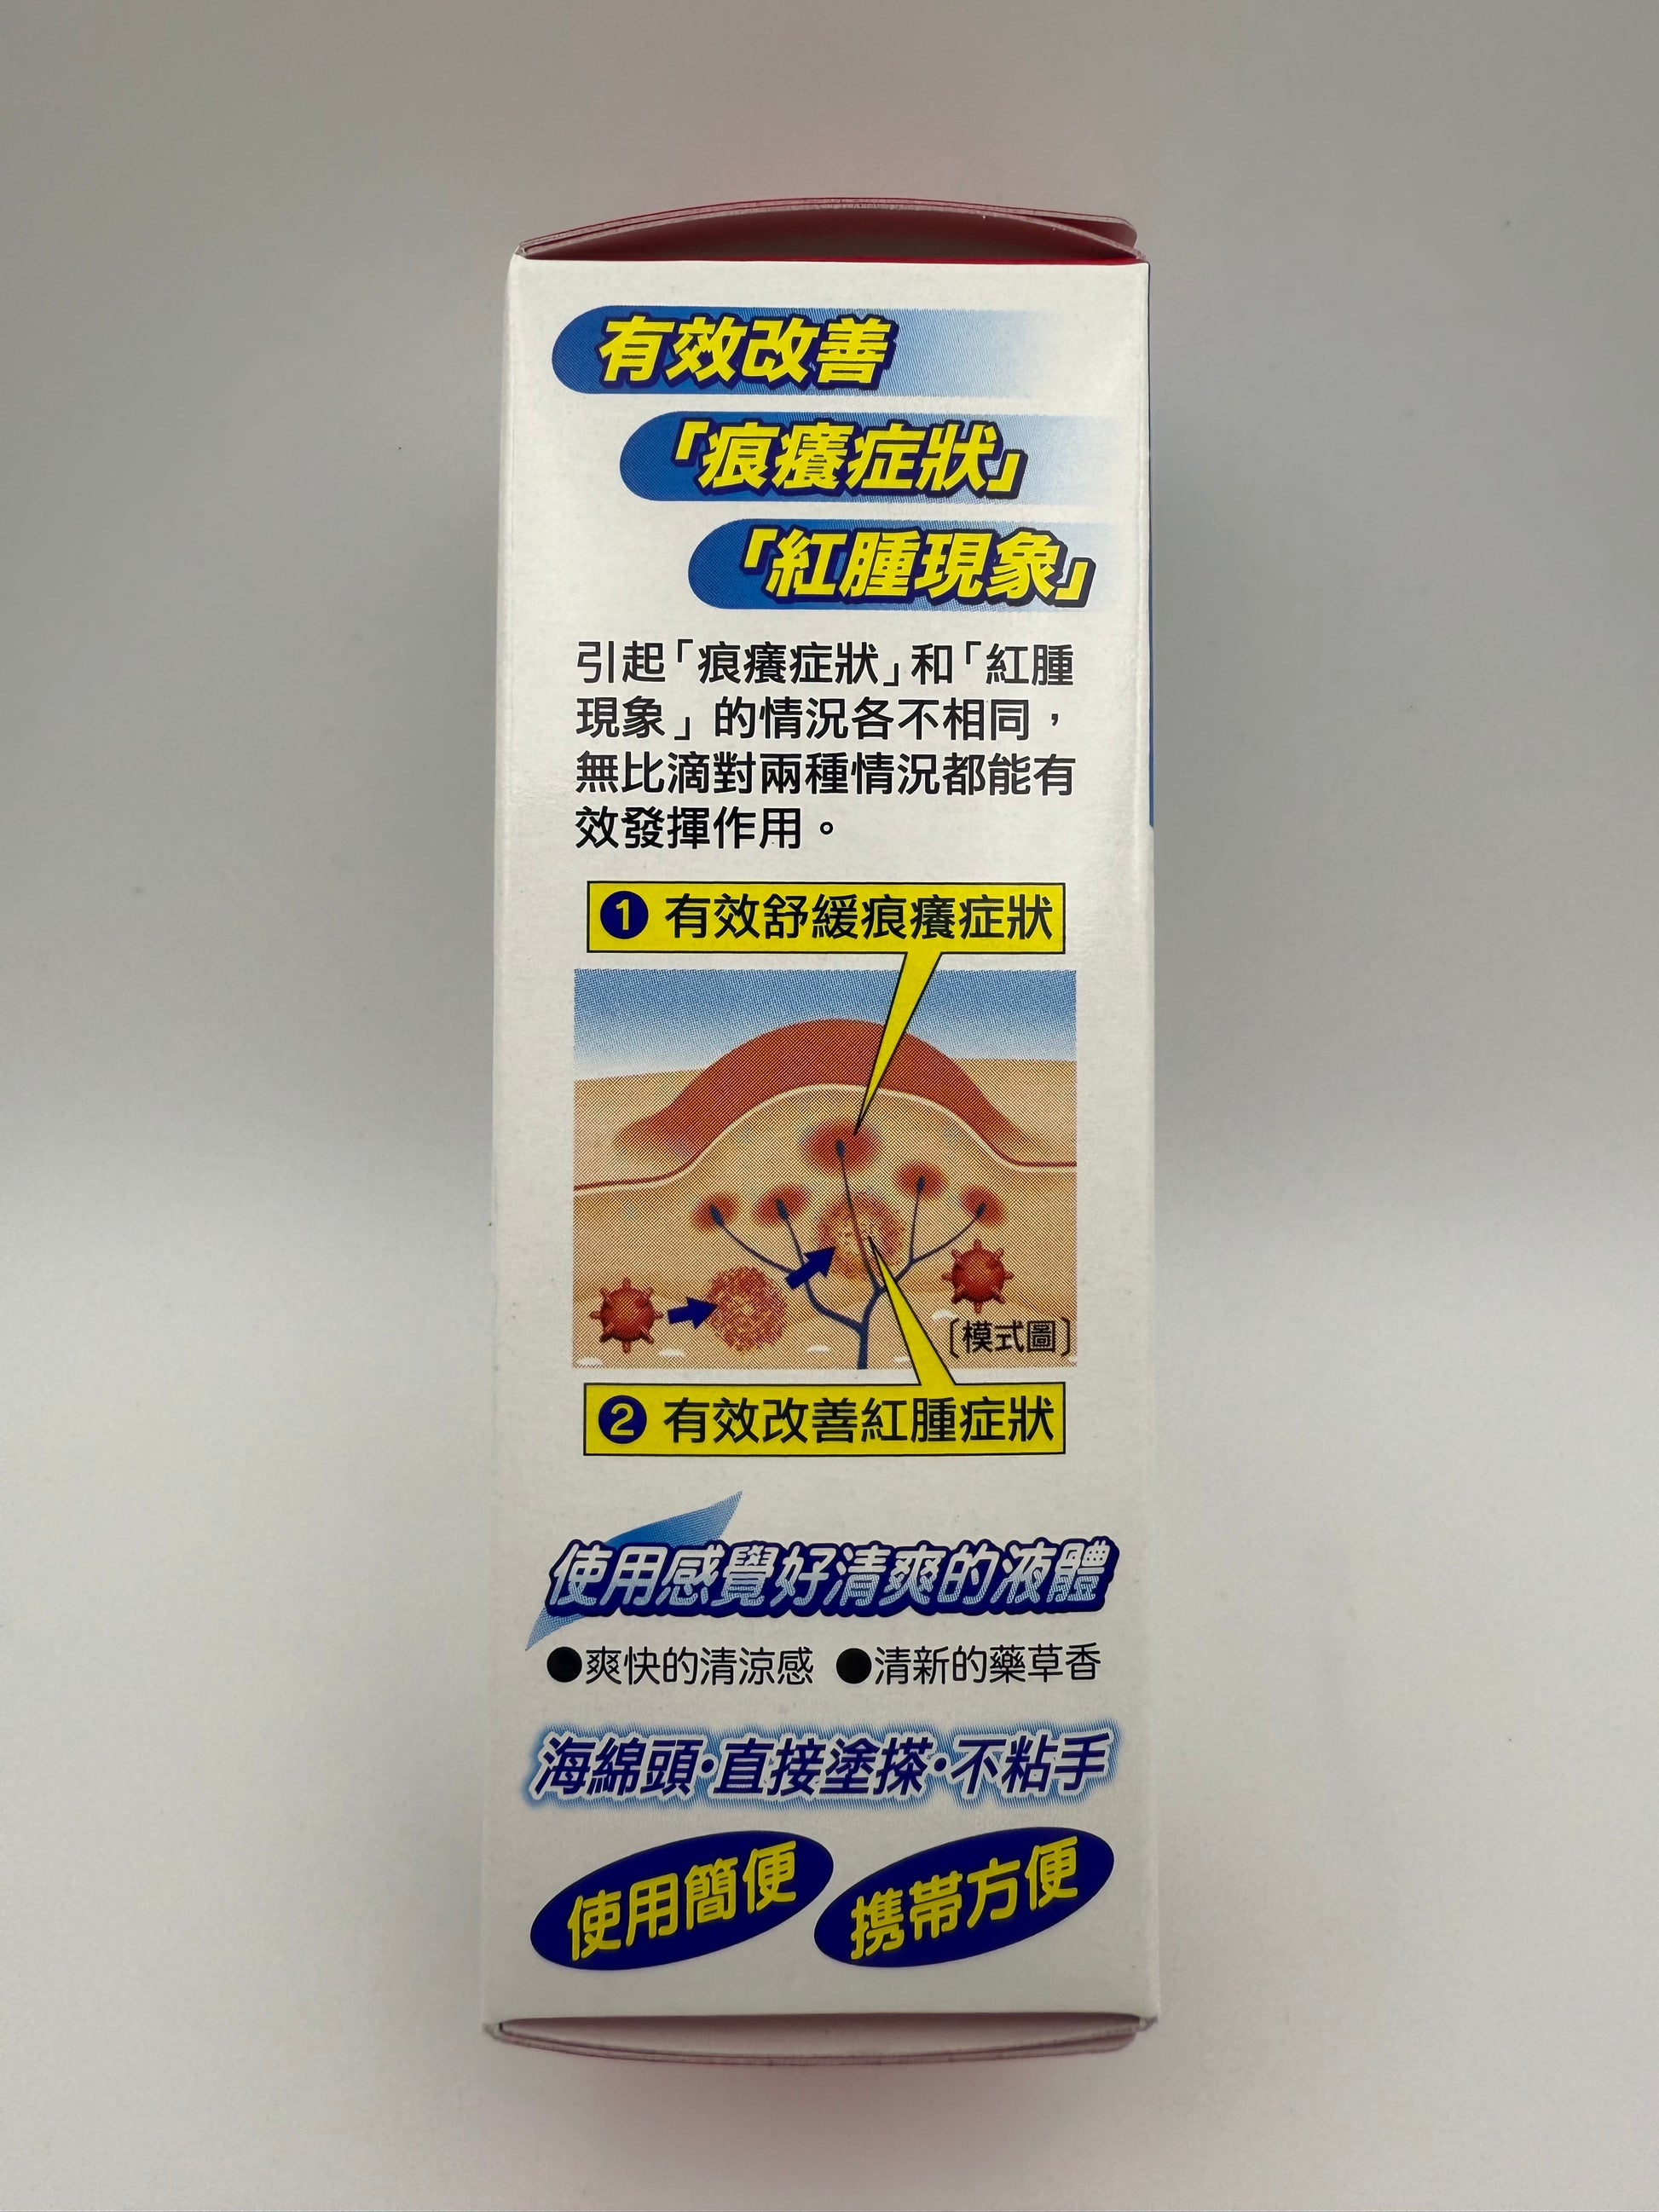 有效改善
「痕癢症狀」
「紅腫現象」
引起「痕癢症狀」和「紅腫
現象」的情況各不相同，
無比滴對兩種情況都能有
效發揮作用。
1 有效舒緩痕癢症狀
〔模式圖〕
2 有效改善紅腫症狀
使用感覺好清爽的液體
●爽快的清涼感 ●清新的藥草香
海綿頭·直接塗搽·不粘手
使用簡便 携帯方便